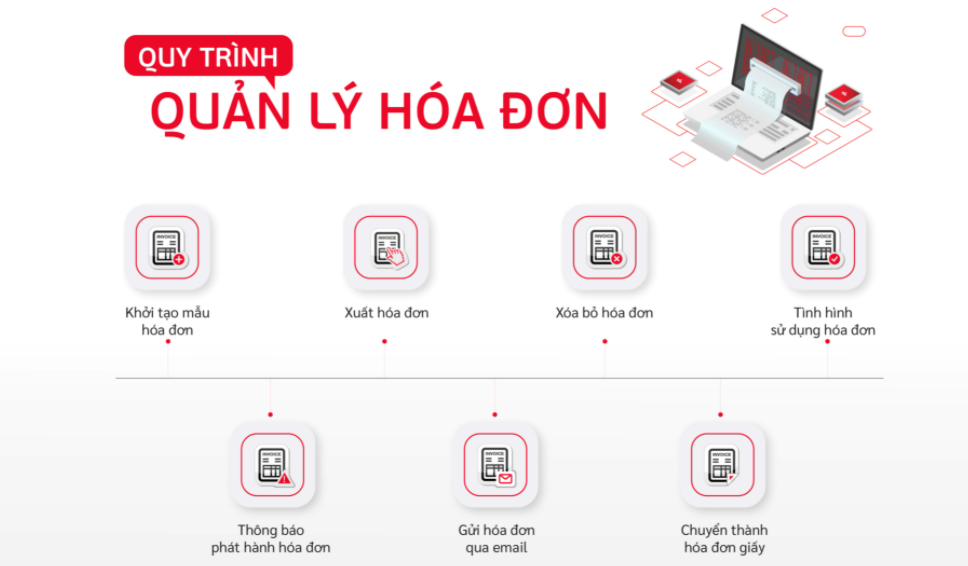 QUY TRÌNH
QUẢN LÝ HÓA ĐƠN
INVOICE
INVOICE
INVOICE
INVOICE
Khởi tạo mẫu
hóa đơn
Xuất hóa đơn
Xóa bỏ hóa đơn
Tình hình
sử dụng hóa đơn
INVOICE
INVOICE
INVOICE
Thông báo
phát hành hóa đơn
Gửi hóa đơn
qua email
Chuyển thành
hóa đơn giấy